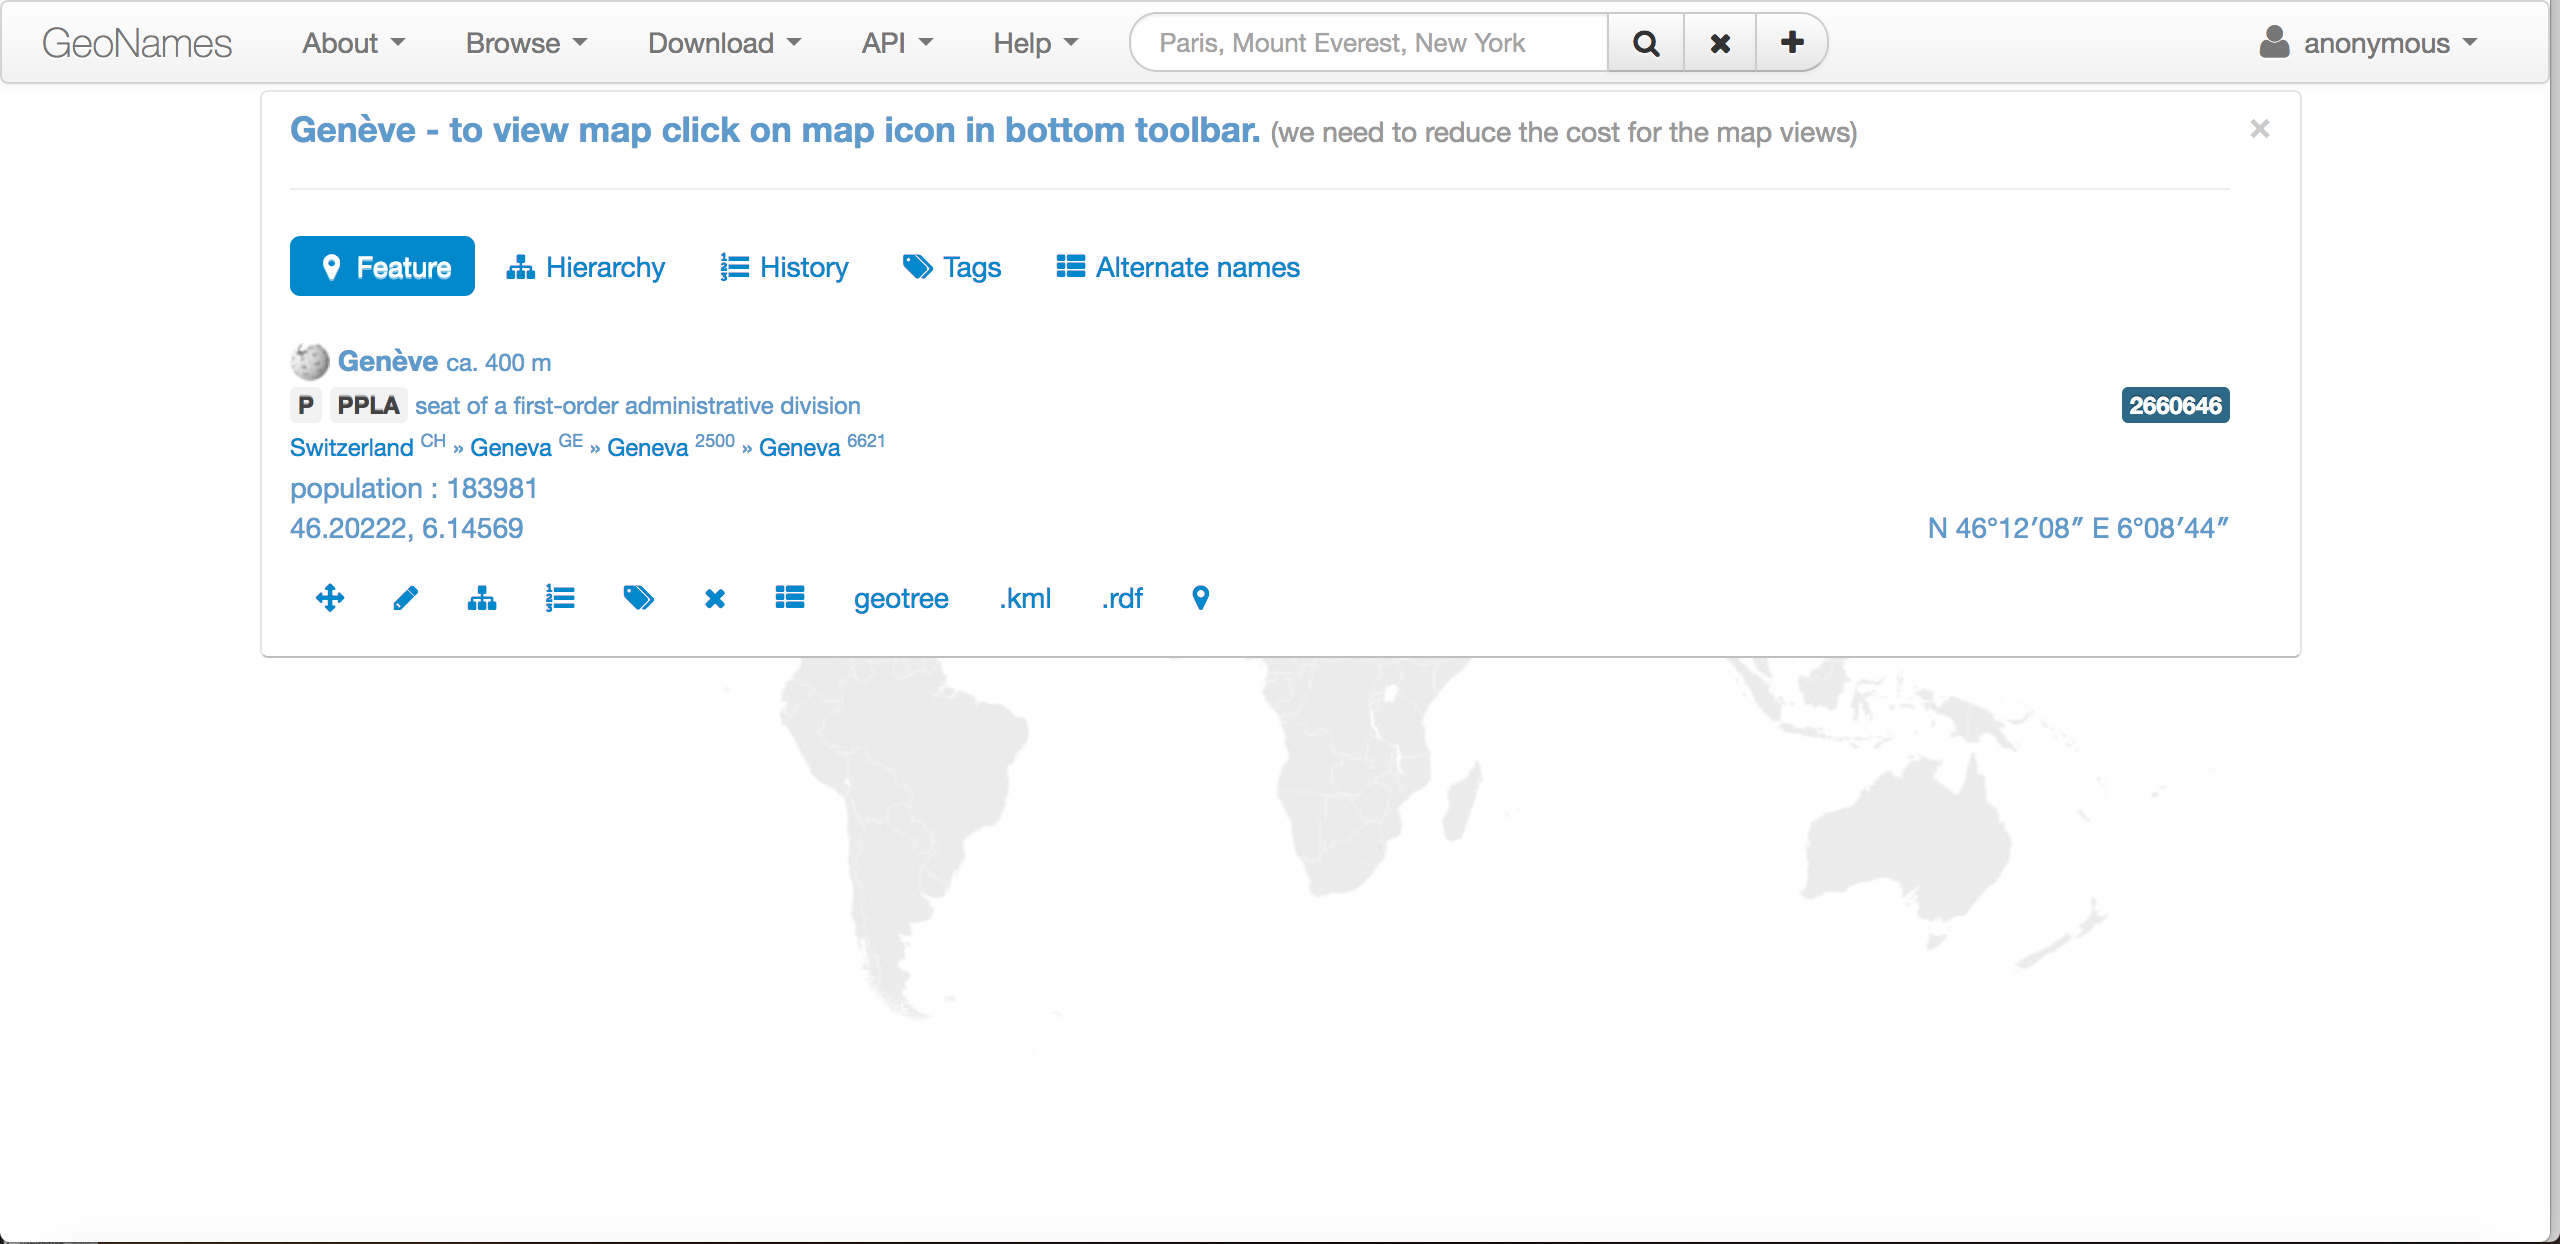 GeoNames About Browse Download API Help Paris, Mount Everest, New York anonymous
Genève - to view map click on map icon in bottom toolbar. (we need to reduce the cost for the map views)
Feature Hierarchy History Tags Alternate names
Genève ca. 400 m
P PPLA seat of a first-order administrative division 2660646
Switzerland CH » Geneva GE » Geneva 2500 » Geneva 6621
population : 183981
46.20222, 6.14569 N 46°12′08″ E 6°08′44″
geotree .kml .rdf